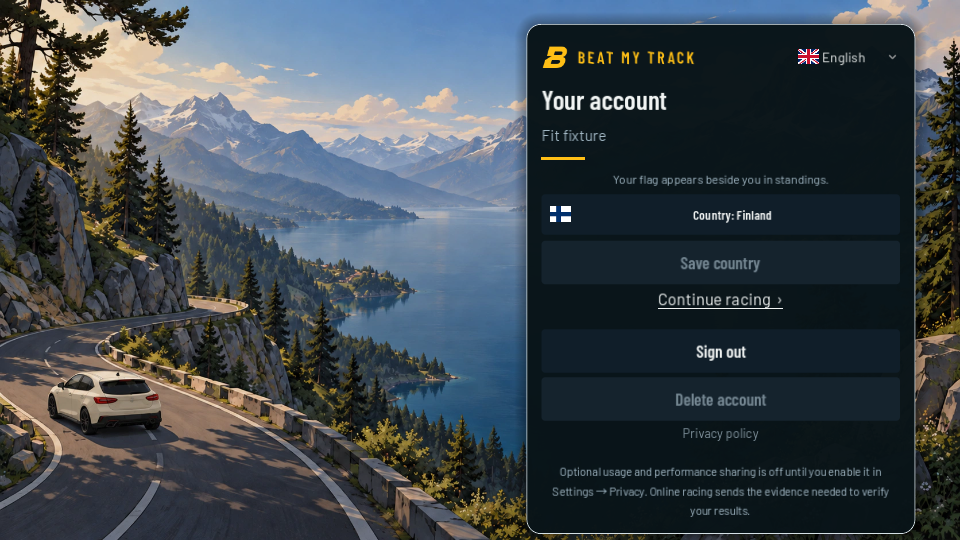 BEAT MY TRACK
English
Your account
Fit fixture
Your flag appears beside you in standings.
Country: Finland
Save country
Continue racing ›
Sign out
Delete account
Privacy policy
Optional usage and performance sharing is off until you enable it in
Settings → Privacy. Online racing sends the evidence needed to verify
your results.